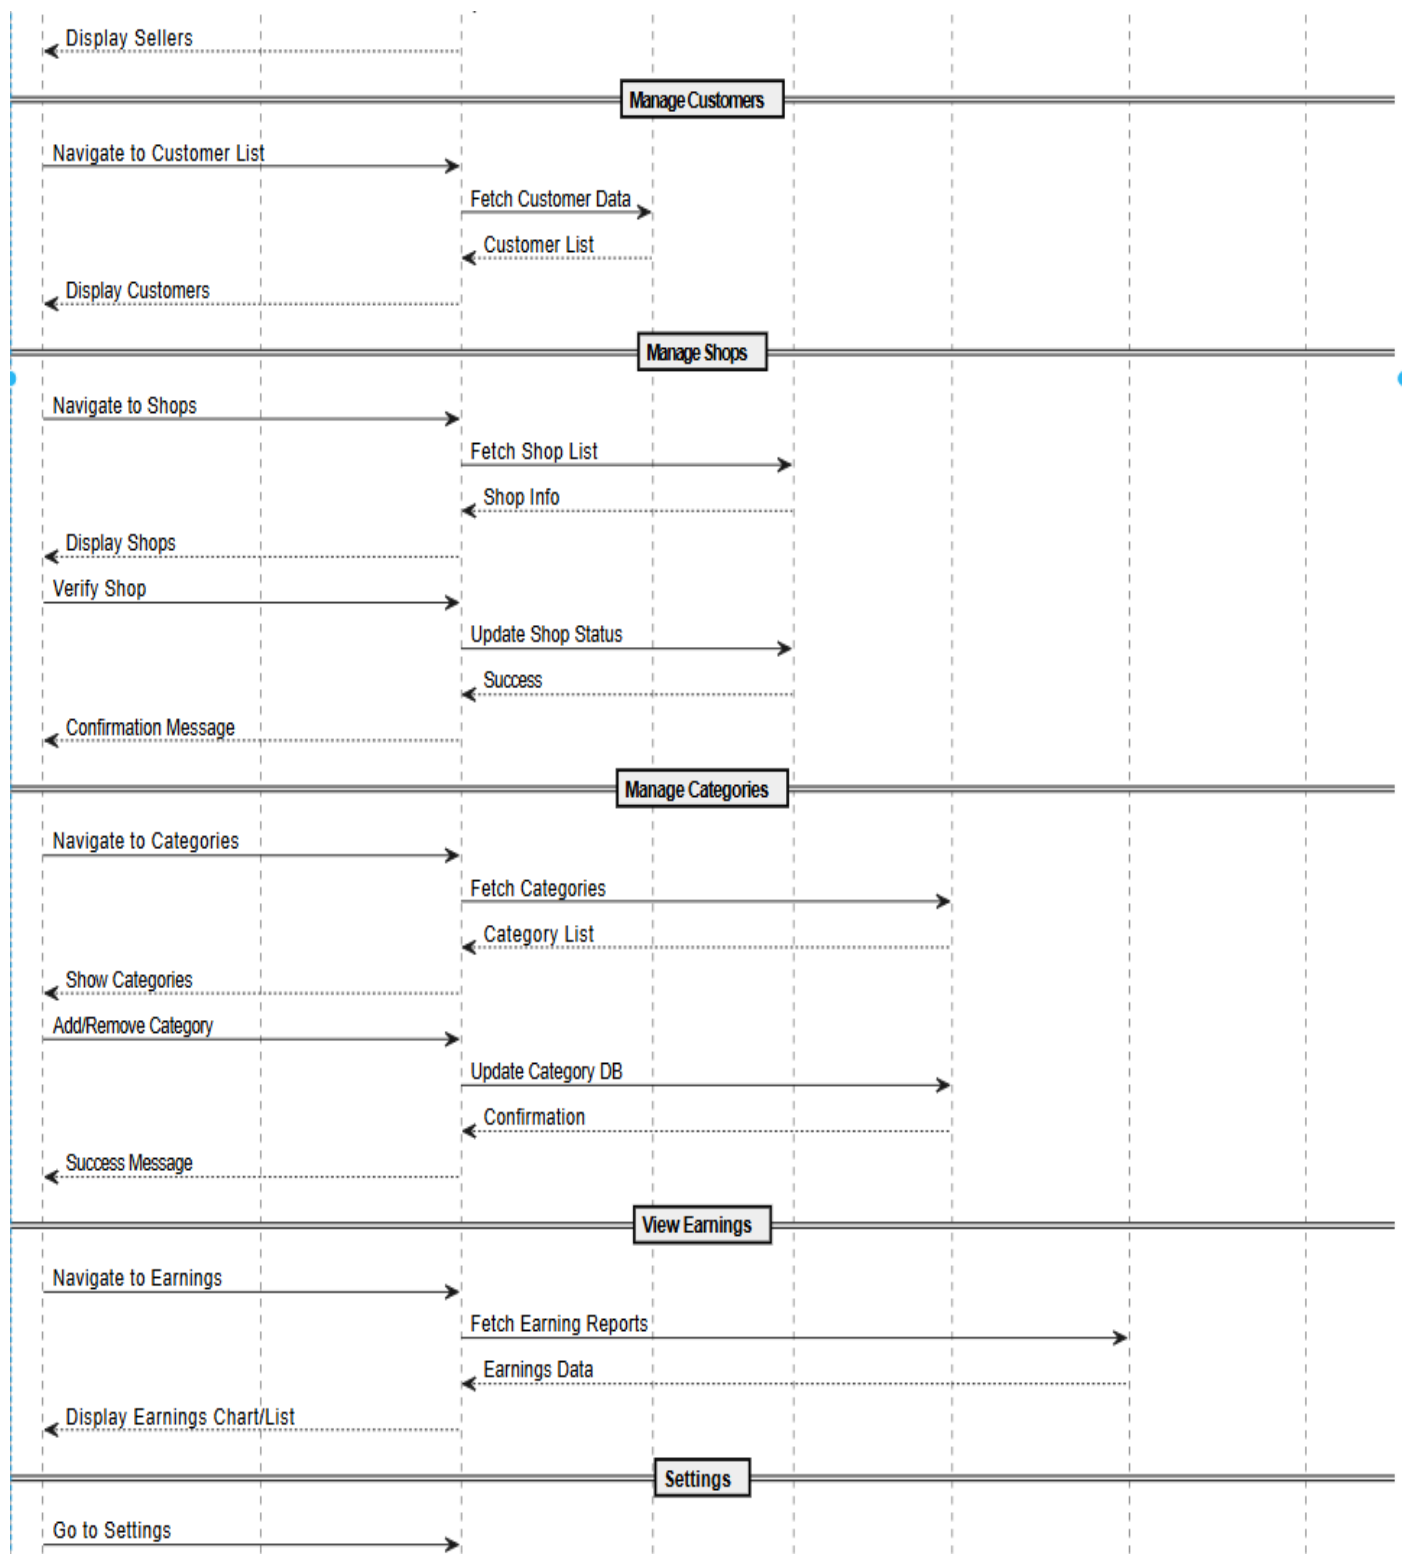 Display Sellers
Manage Customers
Navigate to Customer List
Fetch Customer Data
Customer List
Display Customers
Manage Shops
Navigate to Shops
Fetch Shop List
Shop Info
Display Shops
Verify Shop
Update Shop Status
Success
Confirmation Message
Manage Categories
Navigate to Categories
Fetch Categories
Category List
Show Categories
Add/Remove Category
Update Category DB
Confirmation
Success Message
View Earnings
Navigate to Earnings
Fetch Earning Reports
Earnings Data
Display Earnings Chart/List
Settings
Go to Settings